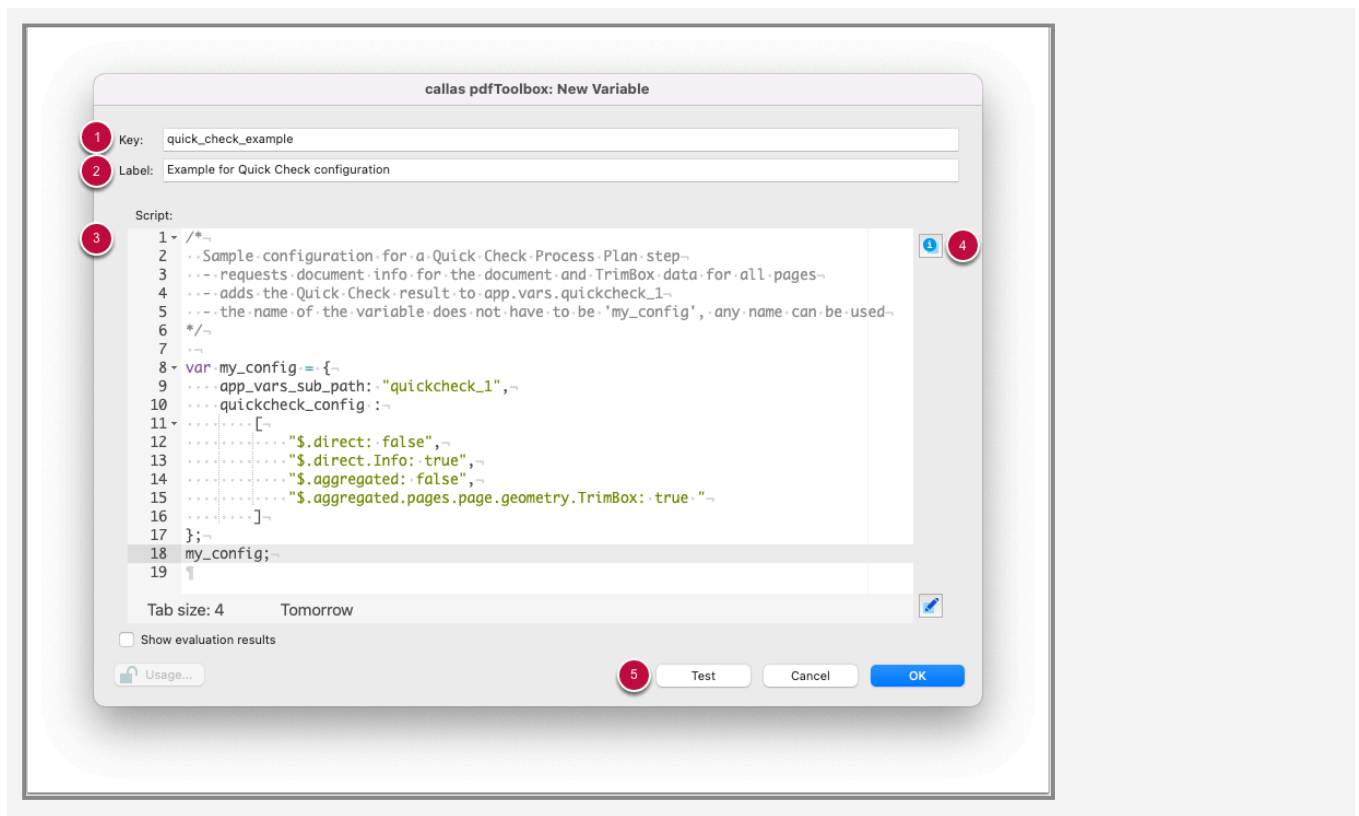 callas pdfToolbox: New Variable
1 Key: quick_check_example
2 Label: Example for Quick Check configuration
Script:
3
4
1 /*
2 Sample configuration for a Quick Check Process Plan step
3 - requests document info for the document and TrimBox data for all pages
4 - adds the Quick Check result to app.vars.quickcheck_1
5 - the name of the variable does not have to be 'my_config', any name can be used
6 */
7
8 var my_config = {
9 app_vars_sub_path: "quickcheck_1",
10 quickcheck_config :
11 [
12 "$.direct: false",
13 "$.direct.Info: true",
14 "$.aggregated: false",
15 "$.aggregated.pages.page.geometry.TrimBox: true "
16 ]
17 };
18 my_config;
19
Tab size: 4 Tomorrow
Show evaluation results
Usage... 5 Test Cancel OK